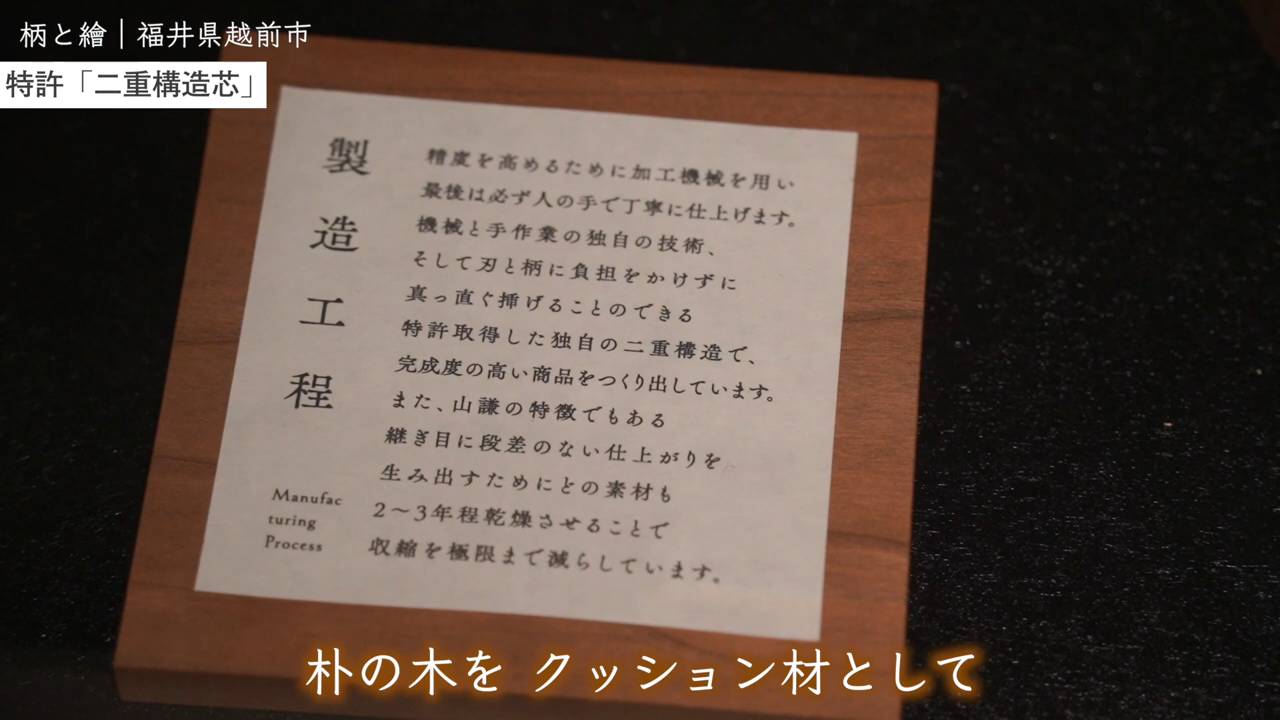 柄と繪｜福井県越前市
特許「二重構造芯」
製造工程
精度を高めるために加工機械を用い
最後は必ず人の手で丁寧に仕上げます。
機械と手作業の独自の技術、
そして刃と柄に負担をかけずに
真っ直ぐ挿げることのできる
特許取得した独自の二重構造で、
完成度の高い商品をつくり出しています。
また、山謙の特徴でもある
継ぎ目に段差のない仕上がりを
生み出すためにどの素材も
2〜3年程乾燥させることで
収縮を極限まで減らしています。
Manufac
turing
Process
朴の木を クッション材として